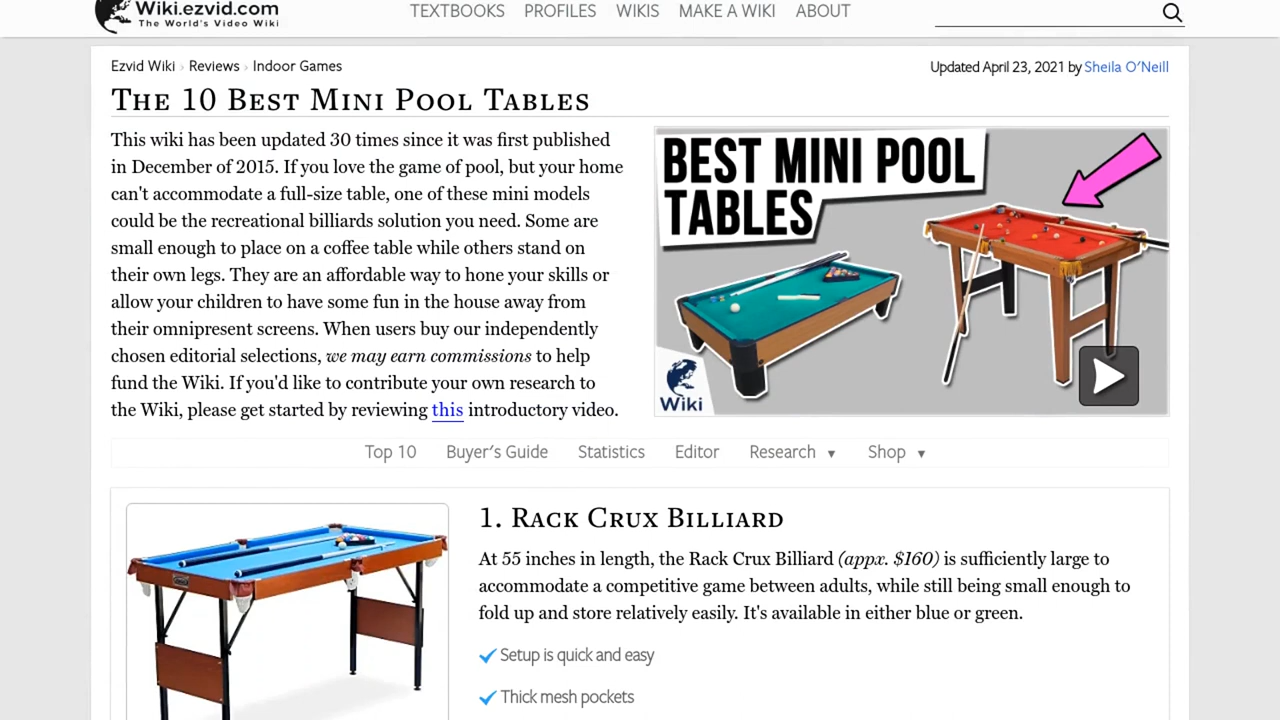 Wiki.ezvid.com
The World's Video Wiki
TEXTBOOKS PROFILES WIKIS MAKE A WIKI ABOUT
Ezvid Wiki › Reviews › Indoor Games
Updated April 23, 2021 by Sheila O'Neill
The 10 Best Mini Pool Tables
This wiki has been updated 30 times since it was first published
in December of 2015. If you love the game of pool, but your home
can't accommodate a full-size table, one of these mini models
could be the recreational billiards solution you need. Some are
small enough to place on a coffee table while others stand on
their own legs. They are an affordable way to hone your skills or
allow your children to have some fun in the house away from
their omnipresent screens. When users buy our independently
chosen editorial selections, we may earn commissions to help
fund the Wiki. If you'd like to contribute your own research to
the Wiki, please get started by reviewing this introductory video.
BEST MINI POOL
TABLES
Wiki
Top 10 Buyer's Guide Statistics Editor Research ▼ Shop ▼
1. Rack Crux Billiard
At 55 inches in length, the Rack Crux Billiard (appx. $160) is sufficiently large to
accommodate a competitive game between adults, while still being small enough to
fold up and store relatively easily. It's available in either blue or green.
Setup is quick and easy
Thick mesh pockets